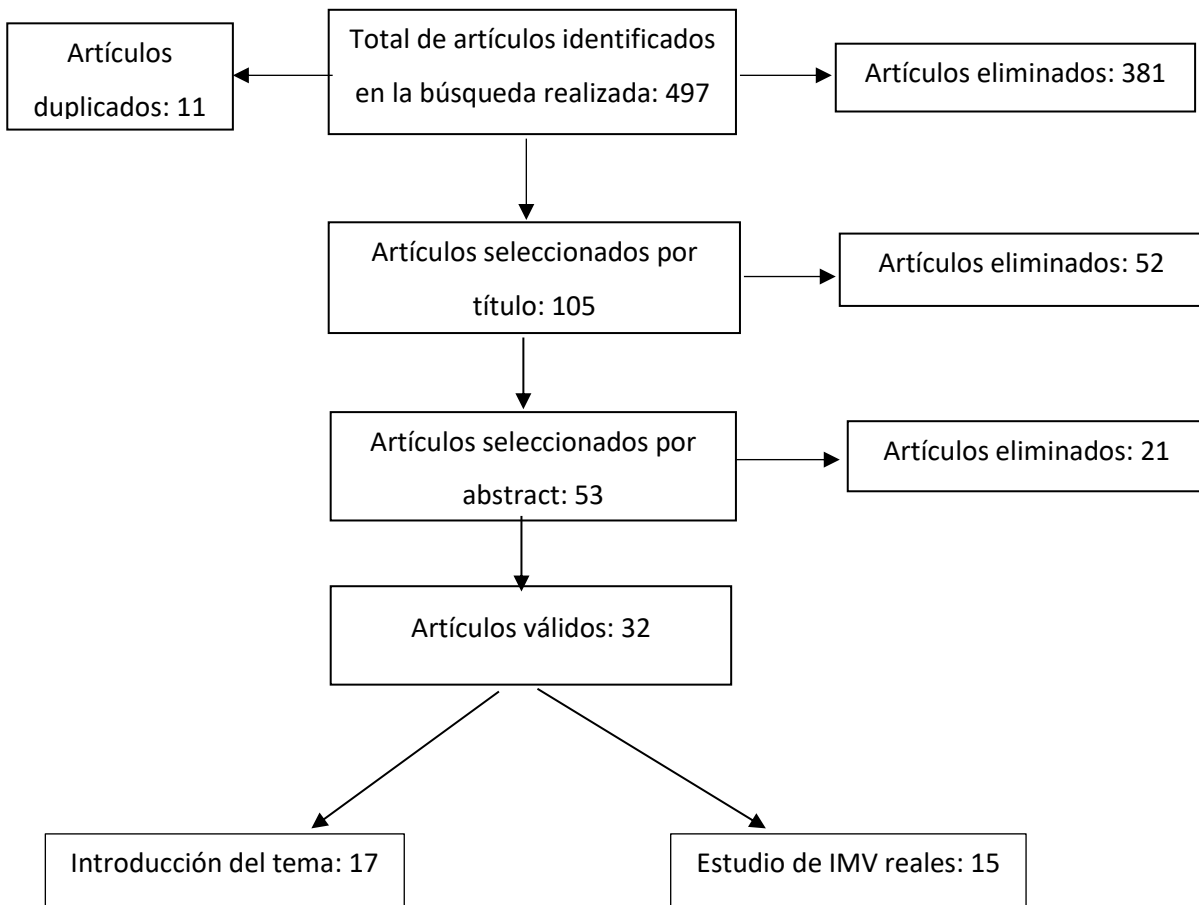 Artículos
duplicados: 11
Total de artículos identificados
en la búsqueda realizada: 497
Artículos eliminados: 381
Artículos seleccionados por
título: 105
Artículos eliminados: 52
Artículos seleccionados por
abstract: 53
Artículos eliminados: 21
Artículos válidos: 32
Introducción del tema: 17
Estudio de IMV reales: 15